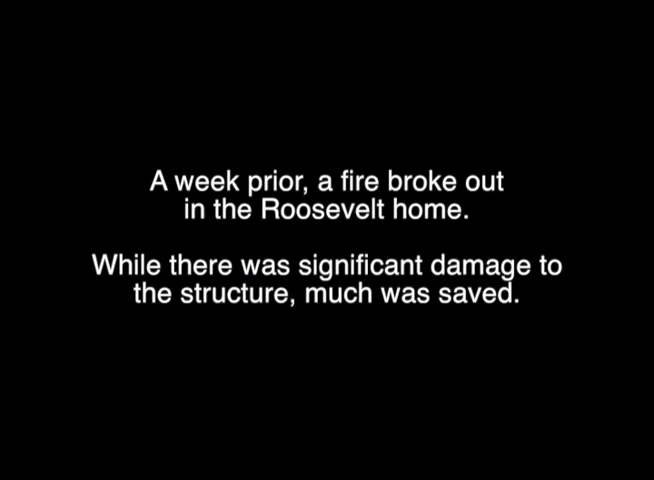 A week prior, a fire broke out
in the Roosevelt home.
While there was significant damage to
the structure, much was saved.